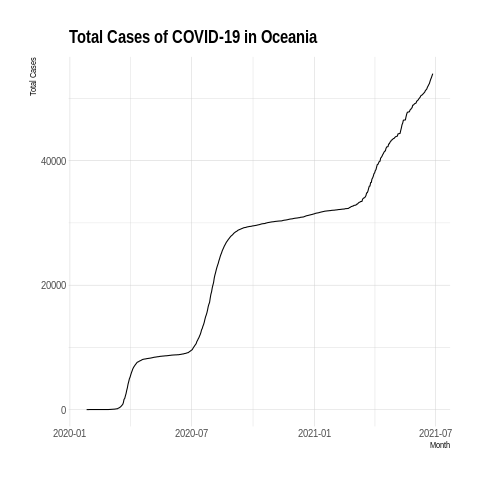 Total Cases of COVID-19 in Oceania
Total Cases
40000
20000
0
2020-01
2020-07
2021-01
2021-07
Month